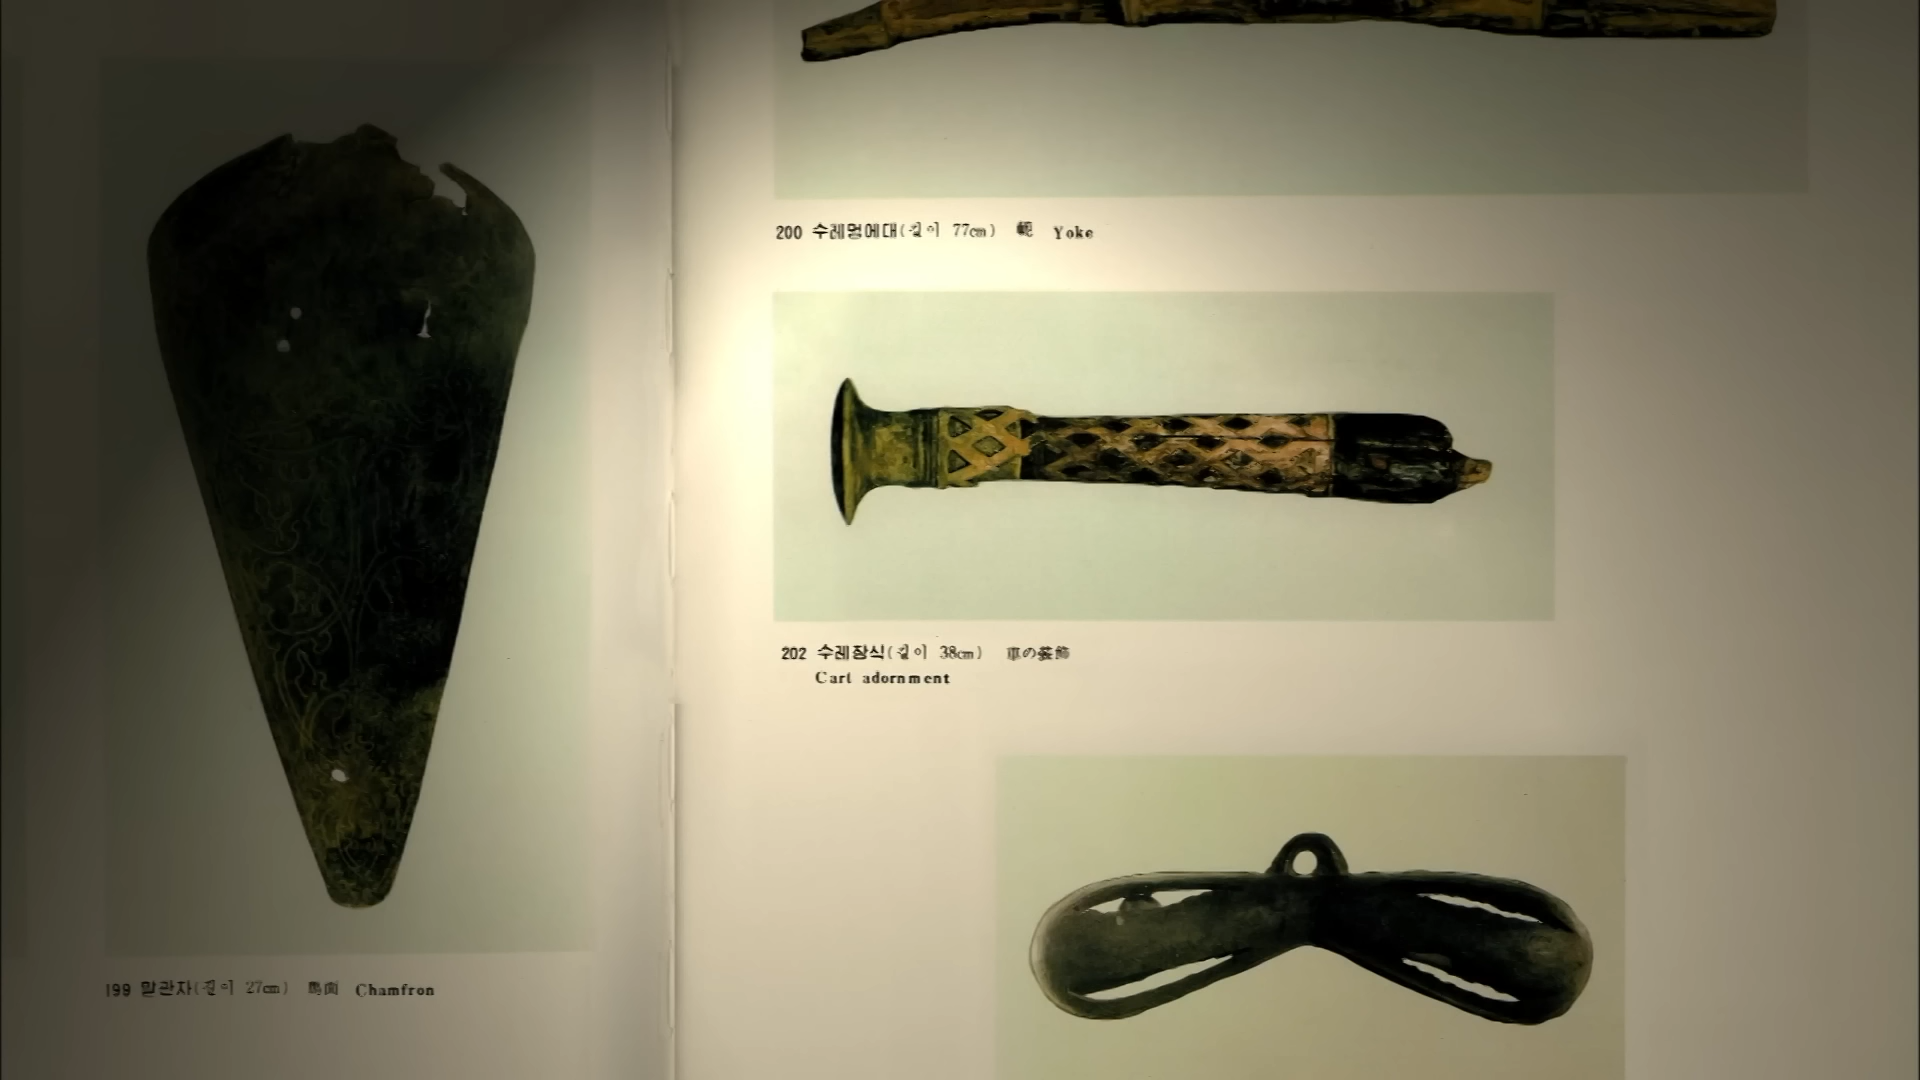 199 말관자(길이 27cm) 馬面 Chamfron
200 수레멍에대(길이 77cm) 軛 Yoke
202 수레장식(길이 38cm) 車の装飾
Cart adornment